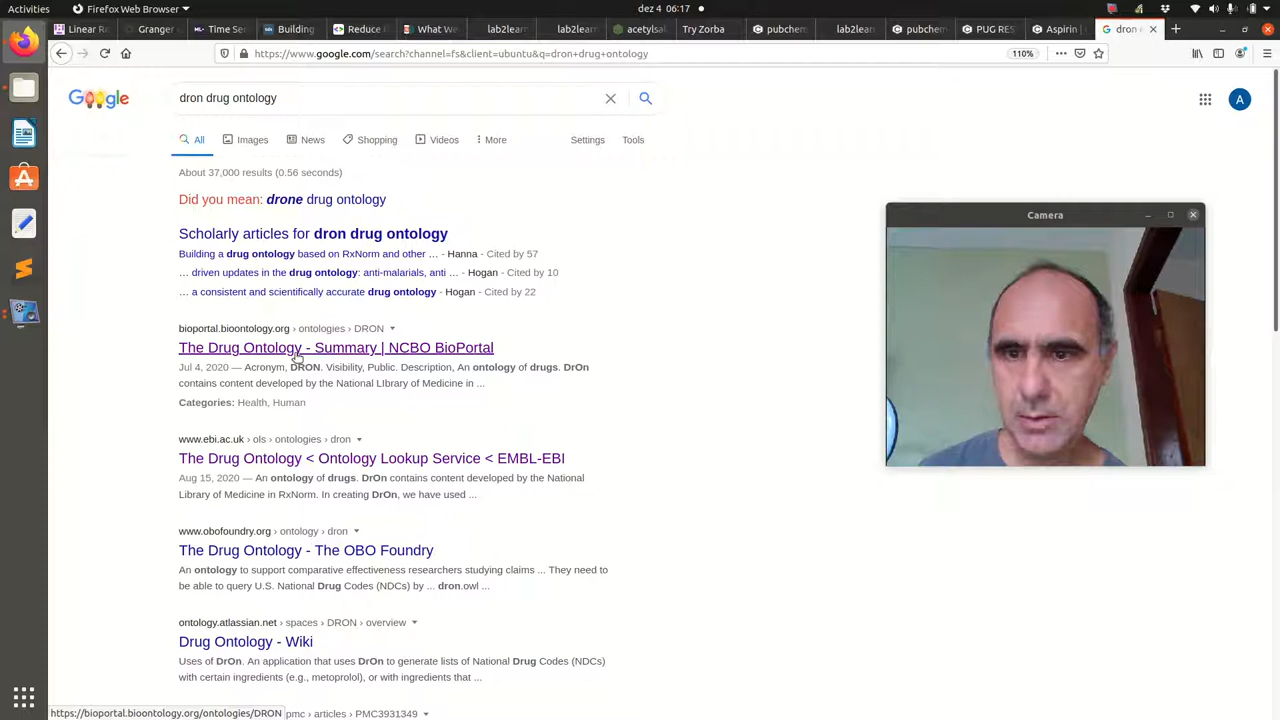 Activities
Firefox Web Browser
dez 4 06:17
Linear Re
Granger
Time Seri
Building
Reduce
What We
lab2learn
lab2lean
acetylsal
Try Zorba
pubchem
lab2lean
pubchem
PUG RES
Aspirin |
dron d
https://www.google.com/search?channel=fs&client=ubuntu&q=dron+drug+ontology
110%
Google
dron drug ontology
A
All
Images
News
Shopping
Videos
More
Settings
Tools
About 37,000 results (0.56 seconds)
Did you mean: drone drug ontology
Scholarly articles for dron drug ontology
Building a drug ontology based on RxNorm and other … - Hanna - Cited by 57
… driven updates in the drug ontology: anti-malarials, anti … - Hogan - Cited by 10
… a consistent and scientifically accurate drug ontology - Hogan - Cited by 22
bioportal.bioontology.org › ontologies › DRON
The Drug Ontology - Summary | NCBO BioPortal
Jul 4, 2020 — Acronym, DRON. Visibility, Public. Description, An ontology of drugs. DrOn
contains content developed by the National LIbrary of Medicine in ...
Categories: Health, Human
www.ebi.ac.uk › ols › ontologies › dron
The Drug Ontology < Ontology Lookup Service < EMBL-EBI
Aug 15, 2020 — An ontology of drugs. DrOn contains content developed by the National
Library of Medicine in RxNorm. In creating DrOn, we have used ...
www.obofoundry.org › ontology › dron
The Drug Ontology - The OBO Foundry
An ontology to support comparative effectiveness researchers studying claims ... They need to
be able to query U.S. National Drug Codes (NDCs) by ... dron.owl ...
ontology.atlassian.net › spaces › DRON › overview
Drug Ontology - Wiki
Uses of DrOn. An application that uses DrOn to generate lists of National Drug Codes (NDCs)
with certain ingredients (e.g., metoprolol), or with ingredients that ...
https://bioportal.bioontology.org/ontologies/DRON
pmc › articles › PMC3931349
Camera